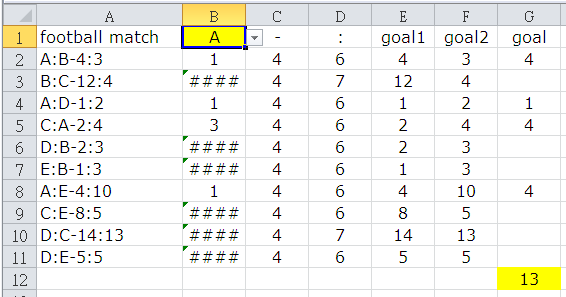 A B C D E F G
1 football match A - : goal1 goal2 goal
2 A:B-4:3 1 4 6 4 3 4
3 B:C-12:4 #### 4 7 12 4
4 A:D-1:2 1 4 6 1 2 1
5 C:A-2:4 3 4 6 2 4 4
6 D:B-2:3 #### 4 6 2 3
7 E:B-1:3 #### 4 6 1 3
8 A:E-4:10 1 4 6 4 10 4
9 C:E-8:5 #### 4 6 8 5
10 D:C-14:13 #### 4 7 14 13
11 D:E-5:5 #### 4 6 5 5
12 13